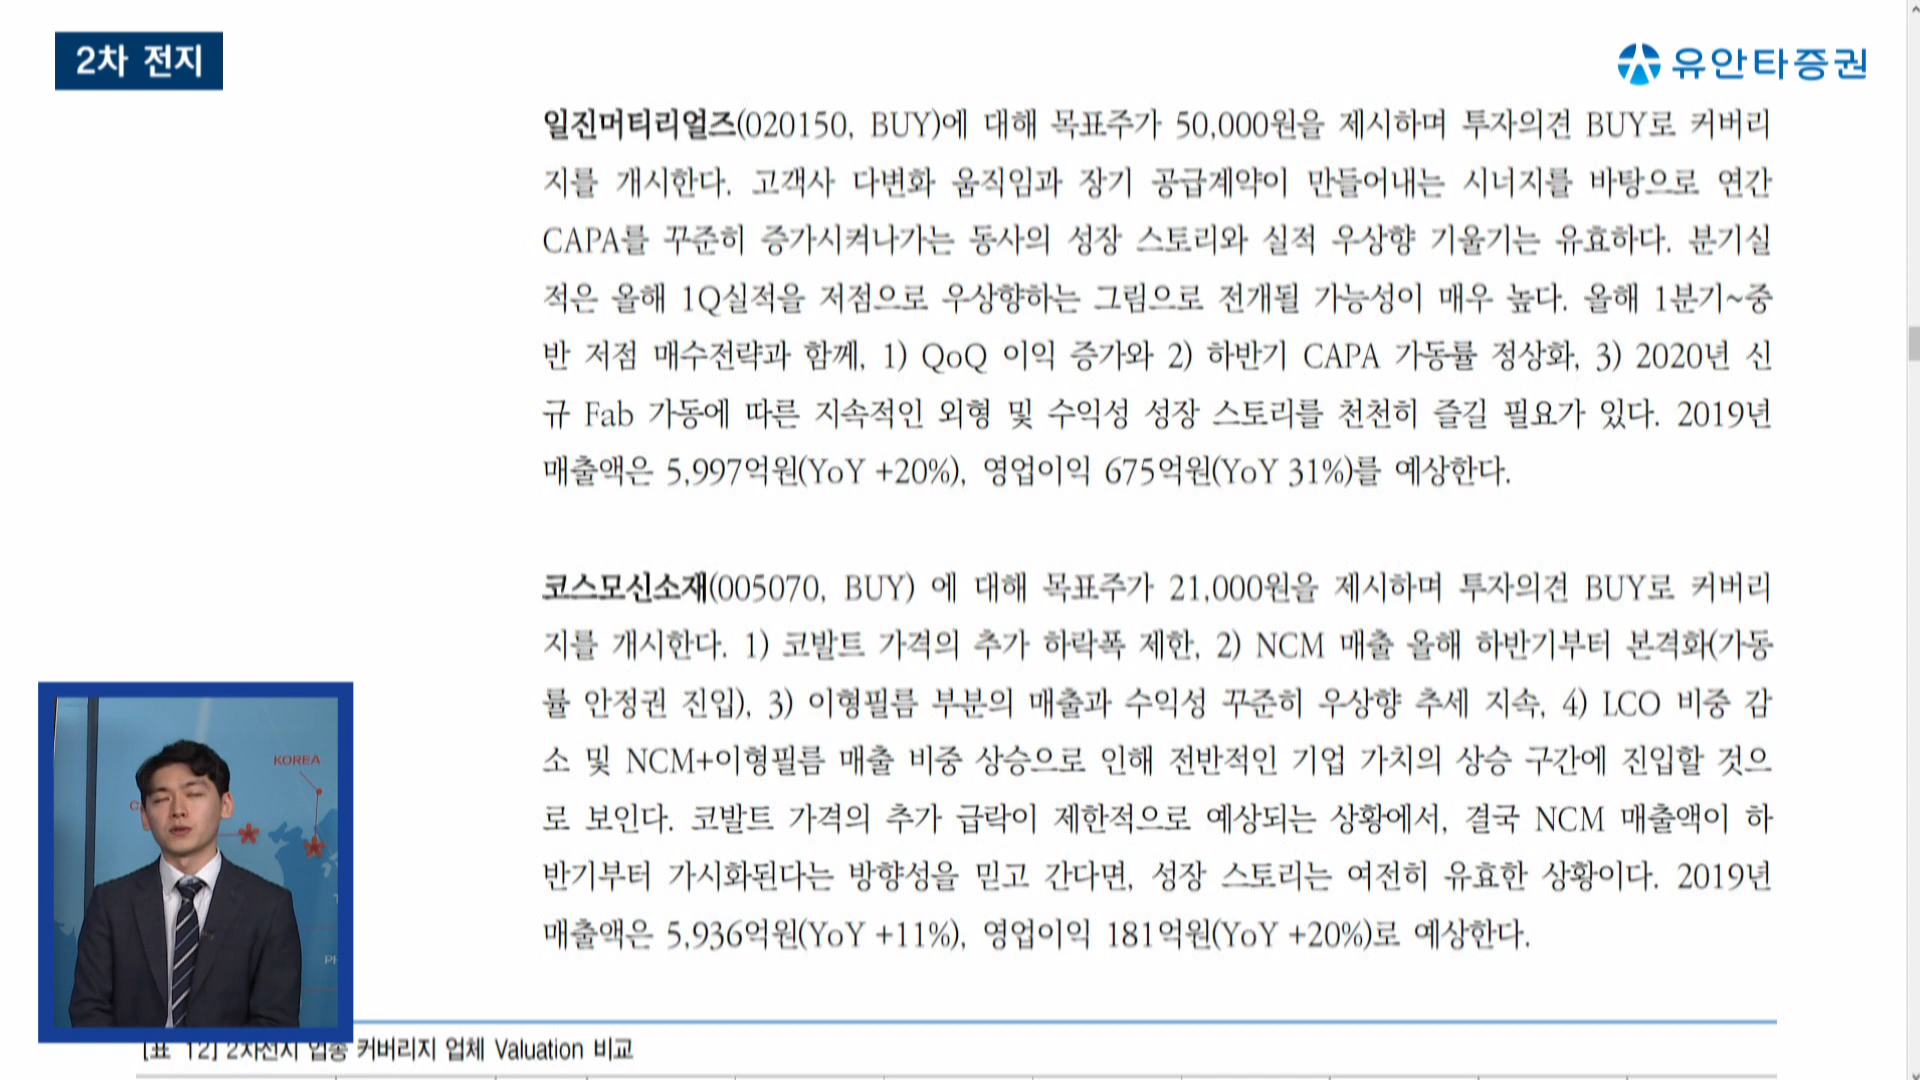 2차 전지
유안타증권
일진머티리얼즈(020150, BUY)에 대해 목표주가 50,000원을 제시하며 투자의견 BUY로 커버리
지를 개시한다. 고객사 다변화 움직임과 장기 공급계약이 만들어내는 시너지를 바탕으로 연간
CAPA를 꾸준히 증가시켜나가는 동사의 성장 스토리와 실적 우상향 기울기는 유효하다. 분기실
적은 올해 1Q실적을 저점으로 우상향하는 그림으로 전개될 가능성이 매우 높다. 올해 1분기~중
반 저점 매수전략과 함께, 1) QoQ 이익 증가와 2) 하반기 CAPA 가동률 정상화, 3) 2020년 신
규 Fab 가동에 따른 지속적인 외형 및 수익성 성장 스토리를 천천히 즐길 필요가 있다. 2019년
매출액은 5,997억원(YoY +20%), 영업이익 675억원(YoY 31%)를 예상한다.
코스모신소재(005070, BUY) 에 대해 목표주가 21,000원을 제시하며 투자의견 BUY로 커버리
지를 개시한다. 1) 코발트 가격의 추가 하락폭 제한, 2) NCM 매출 올해 하반기부터 본격화(가동
률 안정권 진입), 3) 이형필름 부분의 매출과 수익성 꾸준히 우상향 추세 지속, 4) LCO 비중 감
소 및 NCM+이형필름 매출 비중 상승으로 인해 전반적인 기업 가치의 상승 구간에 진입할 것으
로 보인다. 코발트 가격의 추가 급락이 제한적으로 예상되는 상황에서, 결국 NCM 매출액이 하
반기부터 가시화된다는 방향성을 믿고 간다면, 성장 스토리는 여전히 유효한 상황이다. 2019년
매출액은 5,936억원(YoY +11%), 영업이익 181억원(YoY +20%)로 예상한다.
KOREA
[표 12] 2차전지 업종 커버리지 업체 Valuation 비교